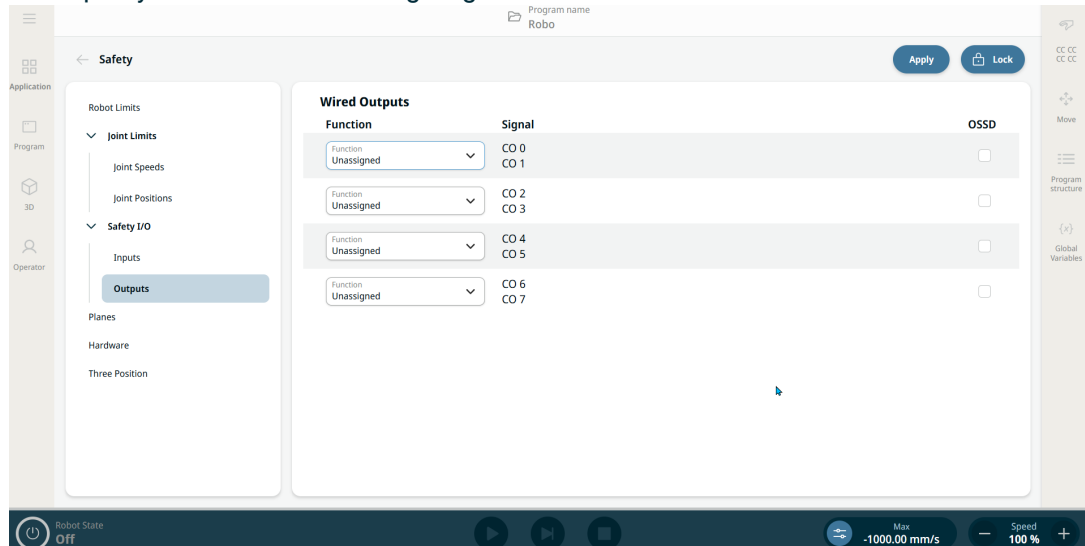 Program name
Robo
Safety
Apply
Lock
CC CC
CC CC
Application
Program
3D
Operator
Robot Limits
Joint Limits
Joint Speeds
Joint Positions
Safety I/O
Inputs
Outputs
Planes
Hardware
Three Position
Wired Outputs
Function Signal OSSD
Function
Unassigned
CO 0
CO 1
Function
Unassigned
CO 2
CO 3
Function
Unassigned
CO 4
CO 5
Function
Unassigned
CO 6
CO 7
Move
Program
structure
{x}
Global
Variables
Robot State
Off
Max
-1000.00 mm/s
Speed
100 %